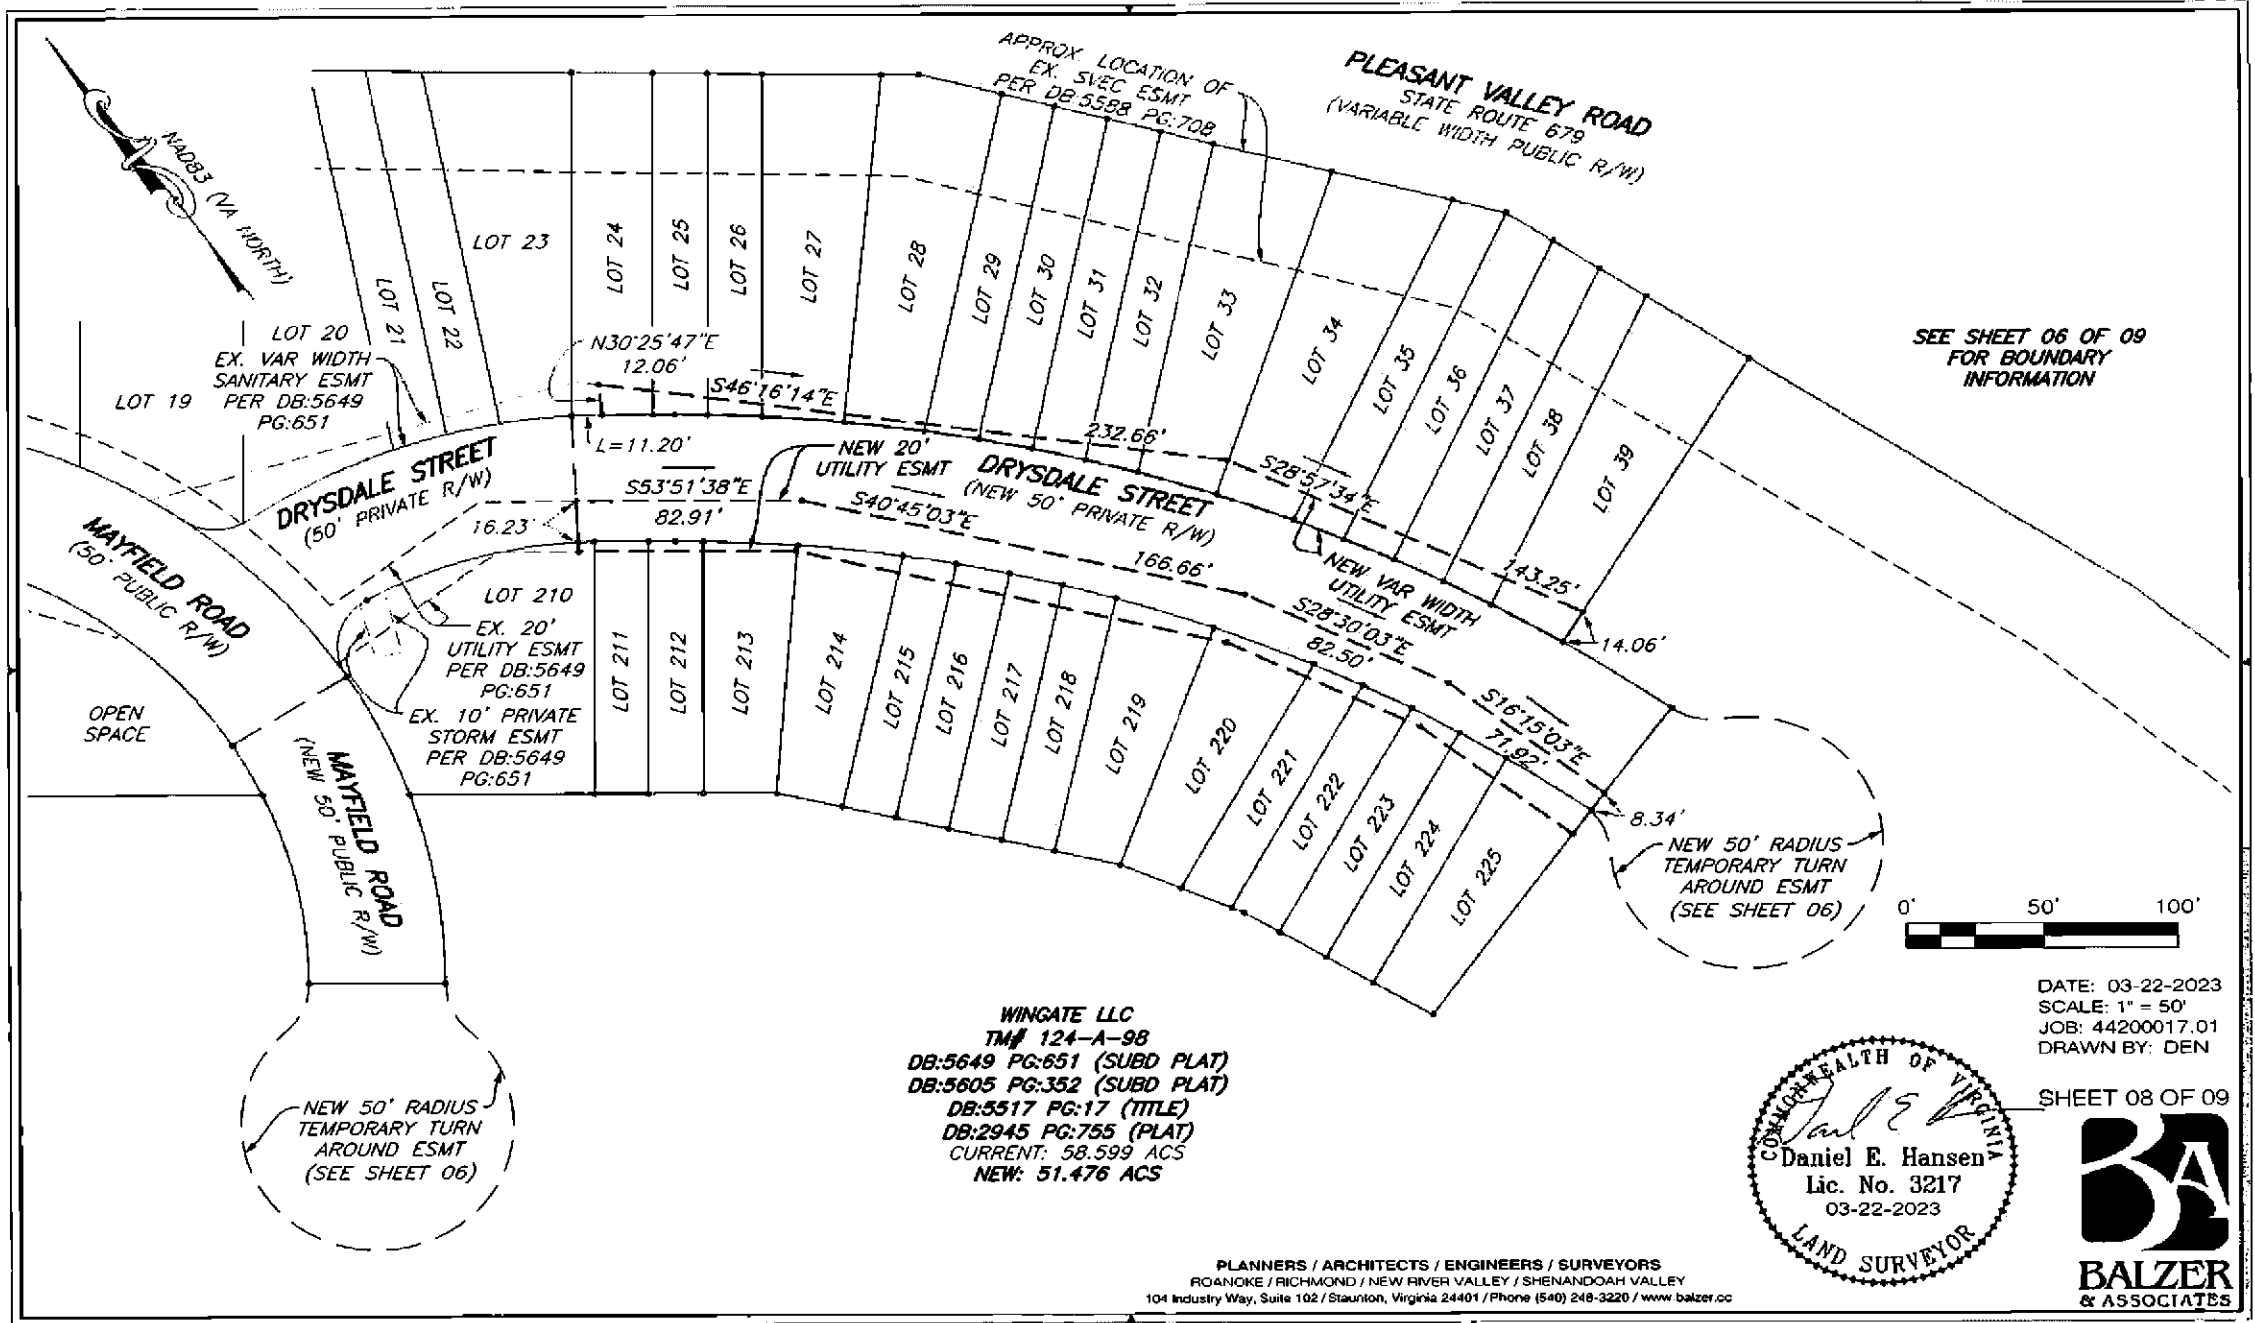 APPROX. LOCATION OF
EX. SVEC ESMT
PER DB:5588 PG:708
PLEASANT VALLEY ROAD
STATE ROUTE 679
(VARIABLE WIDTH PUBLIC R/W)
NAD83 (VA NORTH)
LOT 19
LOT 20
LOT 21
LOT 22
LOT 23
LOT 24
LOT 25
LOT 26
LOT 27
LOT 28
LOT 29
LOT 30
LOT 31
LOT 32
LOT 33
LOT 34
LOT 35
LOT 36
LOT 37
LOT 38
LOT 39
SEE SHEET 06 OF 09
FOR BOUNDARY
INFORMATION
EX. VAR WIDTH
SANITARY ESMT
PER DB:5649
PG:651
N30°25'47"E
12.06'
S46°16'14"E
232.66'
L=11.20'
NEW 20'
UTILITY ESMT
DRYSDALE STREET
(NEW 50' PRIVATE R/W)
S28°57'34"E
143.25'
DRYSDALE STREET
(50' PRIVATE R/W)
S53°51'38"E
82.91'
16.23'
S40°45'03"E
166.66'
NEW VAR WIDTH
UTILITY ESMT
S28°30'03"E
82.50'
14.06'
S16°15'03"E
71.92'
8.34'
MAYFIELD ROAD
(50' PUBLIC R/W)
OPEN
SPACE
LOT 210
EX. 20'
UTILITY ESMT
PER DB:5649
PG:651
EX. 10' PRIVATE
STORM ESMT
PER DB:5649
PG:651
LOT 211
LOT 212
LOT 213
LOT 214
LOT 215
LOT 216
LOT 217
LOT 218
LOT 219
LOT 220
LOT 221
LOT 222
LOT 223
LOT 224
LOT 225
MAYFIELD ROAD
(NEW 50' PUBLIC R/W)
NEW 50' RADIUS
TEMPORARY TURN
AROUND ESMT
(SEE SHEET 06)
0' 50' 100'
NEW 50' RADIUS
TEMPORARY TURN
AROUND ESMT
(SEE SHEET 06)
WINGATE LLC
TM# 124-A-98
DB:5649 PG:651 (SUBD PLAT)
DB:5605 PG:352 (SUBD PLAT)
DB:5517 PG:17 (TITLE)
DB:2945 PG:755 (PLAT)
CURRENT: 58.599 ACS
NEW: 51.476 ACS
DATE: 03-22-2023
SCALE: 1" = 50'
JOB: 44200017.01
DRAWN BY: DEN
SHEET 08 OF 09
COMMONWEALTH OF VIRGINIA
Daniel E. Hansen
Lic. No. 3217
03-22-2023
LAND SURVEYOR
BA
BALZER
& ASSOCIATES
PLANNERS / ARCHITECTS / ENGINEERS / SURVEYORS
ROANOKE / RICHMOND / NEW RIVER VALLEY / SHENANDOAH VALLEY
104 Industry Way, Suite 102 / Staunton, Virginia 24401 / Phone (540) 248-3220 / www.balzer.cc